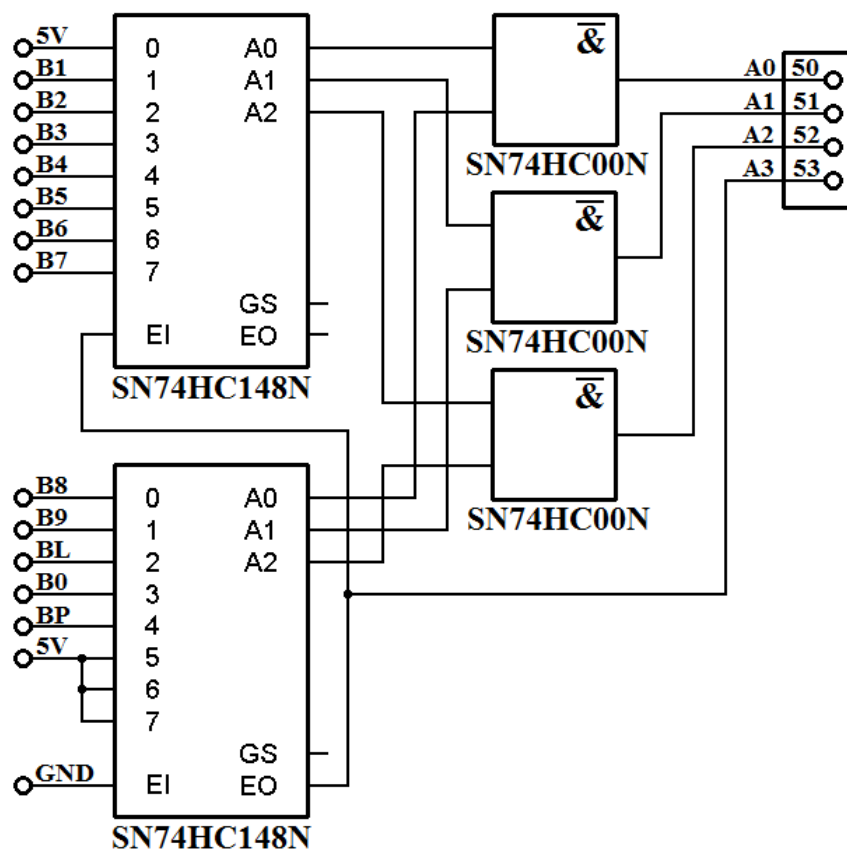 5V 0 A0 &
B1 1 A1 A0 50
B2 2 A2 A1 51
B3 3 A2 52
SN74HC00N
B4 4 A3 53
B5 5 &
B6 6
B7 7
GS
EI EO SN74HC00N
SN74HC148N &
B8 0 A0
B9 1 A1 SN74HC00N
BL 2 A2
B0 3
BP 4
5V 5
6
7
GS
GND EI EO
SN74HC148N